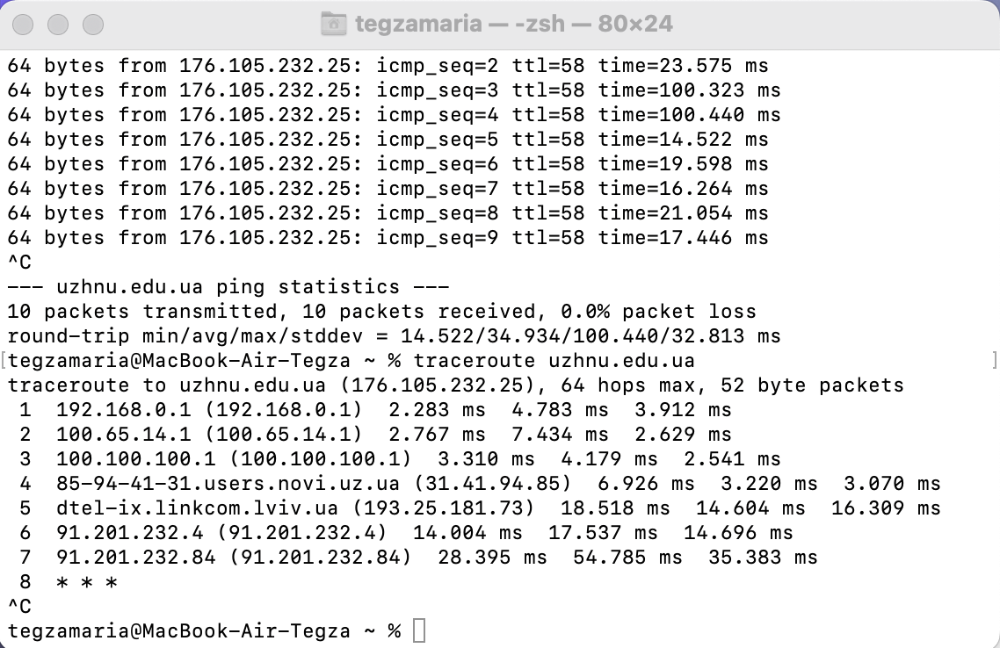 tegzamaria — -zsh — 80×24
64 bytes from 176.105.232.25: icmp_seq=2 ttl=58 time=23.575 ms
64 bytes from 176.105.232.25: icmp_seq=3 ttl=58 time=100.323 ms
64 bytes from 176.105.232.25: icmp_seq=4 ttl=58 time=100.440 ms
64 bytes from 176.105.232.25: icmp_seq=5 ttl=58 time=14.522 ms
64 bytes from 176.105.232.25: icmp_seq=6 ttl=58 time=19.598 ms
64 bytes from 176.105.232.25: icmp_seq=7 ttl=58 time=16.264 ms
64 bytes from 176.105.232.25: icmp_seq=8 ttl=58 time=21.054 ms
64 bytes from 176.105.232.25: icmp_seq=9 ttl=58 time=17.446 ms
^C
--- uzhnu.edu.ua ping statistics ---
10 packets transmitted, 10 packets received, 0.0% packet loss
round-trip min/avg/max/stddev = 14.522/34.934/100.440/32.813 ms
[tegzamaria@MacBook-Air-Tegza ~ % traceroute uzhnu.edu.ua ]
traceroute to uzhnu.edu.ua (176.105.232.25), 64 hops max, 52 byte packets
 1  192.168.0.1 (192.168.0.1)  2.283 ms  4.783 ms  3.912 ms
 2  100.65.14.1 (100.65.14.1)  2.767 ms  7.434 ms  2.629 ms
 3  100.100.100.1 (100.100.100.1)  3.310 ms  4.179 ms  2.541 ms
 4  85-94-41-31.users.novi.uz.ua (31.41.94.85)  6.926 ms  3.220 ms  3.070 ms
 5  dtel-ix.linkcom.lviv.ua (193.25.181.73)  18.518 ms  14.604 ms  16.309 ms
 6  91.201.232.4 (91.201.232.4)  14.004 ms  17.537 ms  14.696 ms
 7  91.201.232.84 (91.201.232.84)  28.395 ms  54.785 ms  35.383 ms
 8  * * *
^C
tegzamaria@MacBook-Air-Tegza ~ %